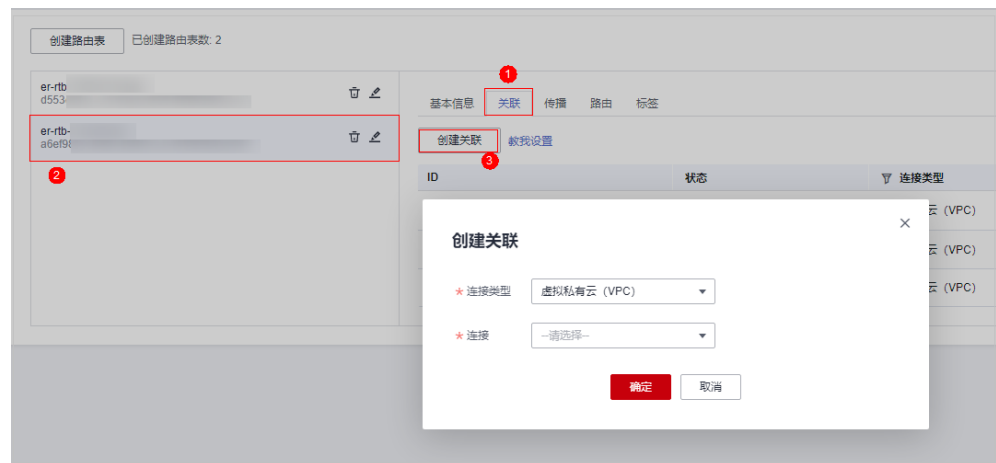 创建路由表 已创建路由表数: 2
er-rtb
d553
1
基本信息 关联 传播 路由 标签
er-rtb-
a6ef98
创建关联 教我设置
2
3
ID 状态 连接类型
云 (VPC)
云 (VPC)
云 (VPC)
创建关联
* 连接类型 虚拟私有云 (VPC)
* 连接 --请选择--
确定 取消